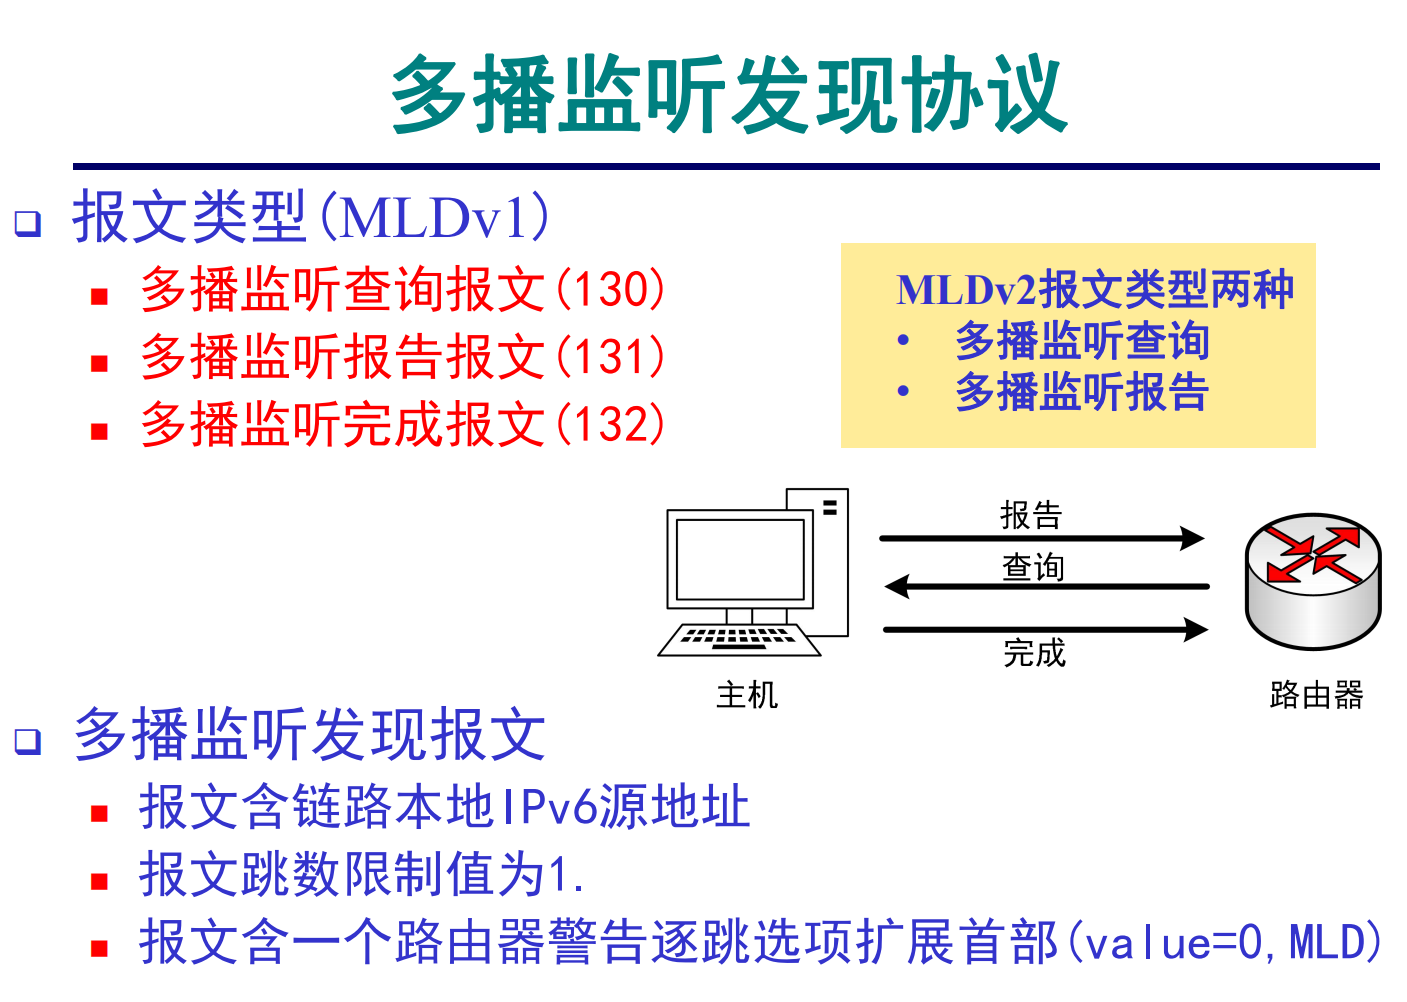 多播监听发现协议
报文类型(MLDv1)
多播监听查询报文(130)
多播监听报告报文(131)
多播监听完成报文(132)
MLDv2报文类型两种
• 多播监听查询
• 多播监听报告
报告
查询
完成
主机
路由器
多播监听发现报文
报文含链路本地IPv6源地址
报文跳数限制值为1.
报文含一个路由器警告逐跳选项扩展首部(value=0,MLD)